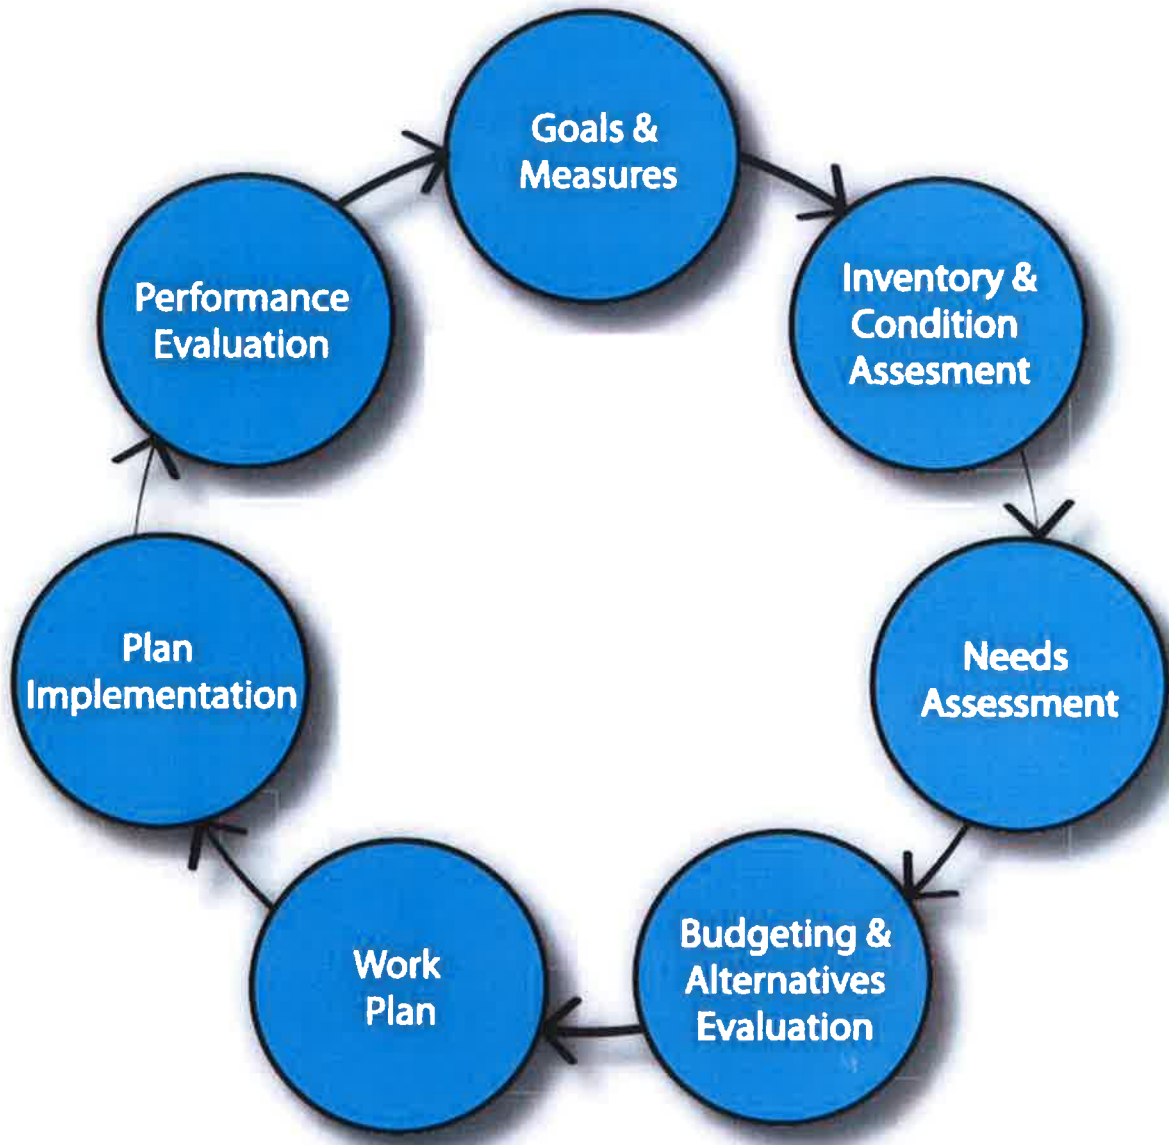 Goals &
Measures
Inventory &
Condition
Assesment
Needs
Assessment
Budgeting &
Alternatives
Evaluation
Work
Plan
Plan
Implementation
Performance
Evaluation